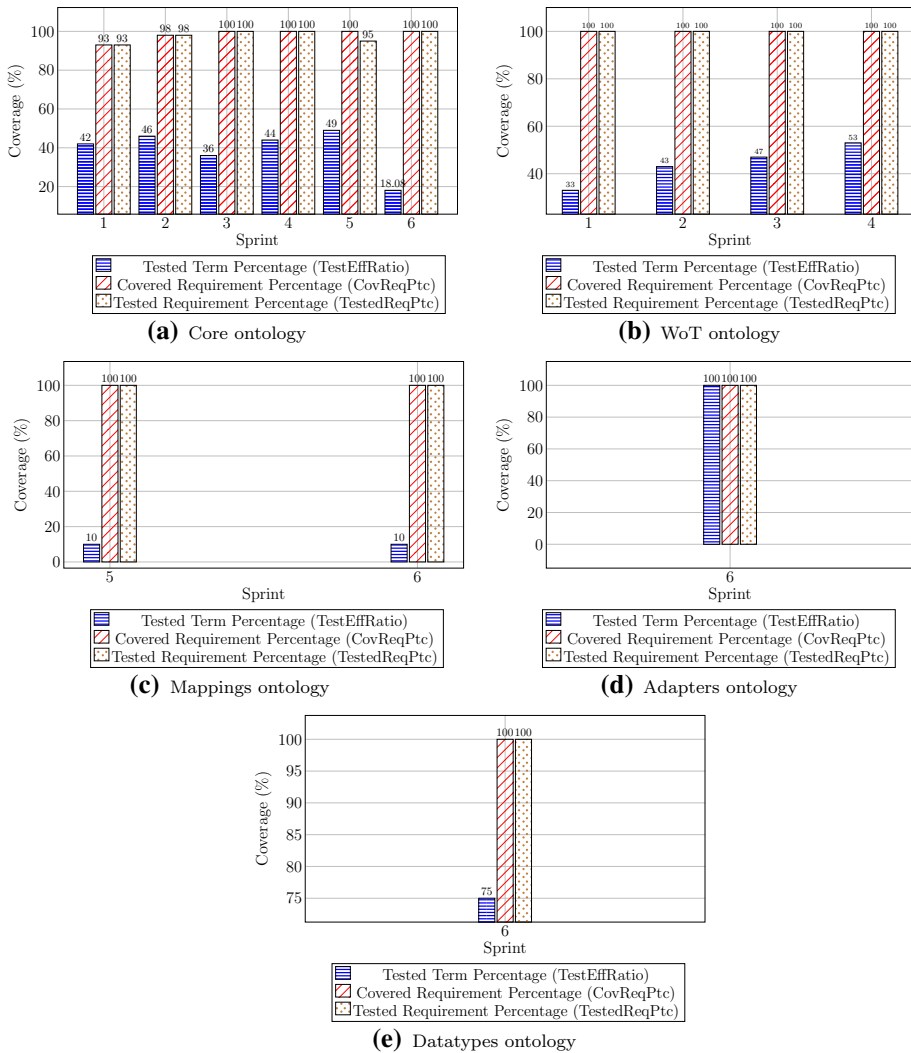 100
80
60
40
20
Coverage (%)
42
93
93
46
98
98
36
100
100
44
100
100
49
100
95
18.08
100
100
1
2
3
4
5
6
Sprint
Tested Term Percentage (TestEffRatio)
Covered Requirement Percentage (CovReqPtc)
Tested Requirement Percentage (TestedReqPtc)
(a) Core ontology
100
80
60
40
Coverage (%)
33
100
100
43
100
100
47
100
100
53
100
100
1
2
3
4
Sprint
Tested Term Percentage (TestEffRatio)
Covered Requirement Percentage (CovReqPtc)
Tested Requirement Percentage (TestedReqPtc)
(b) WoT ontology
100
80
60
40
20
0
Coverage (%)
10
100
100
10
100
100
5
6
Sprint
Tested Term Percentage (TestEffRatio)
Covered Requirement Percentage (CovReqPtc)
Tested Requirement Percentage (TestedReqPtc)
(c) Mappings ontology
100
80
60
40
20
0
Coverage (%)
100
100
100
6
Sprint
Tested Term Percentage (TestEffRatio)
Covered Requirement Percentage (CovReqPtc)
Tested Requirement Percentage (TestedReqPtc)
(d) Adapters ontology
100
95
90
85
80
75
Coverage (%)
75
100
100
6
Sprint
Tested Term Percentage (TestEffRatio)
Covered Requirement Percentage (CovReqPtc)
Tested Requirement Percentage (TestedReqPtc)
(e) Datatypes ontology